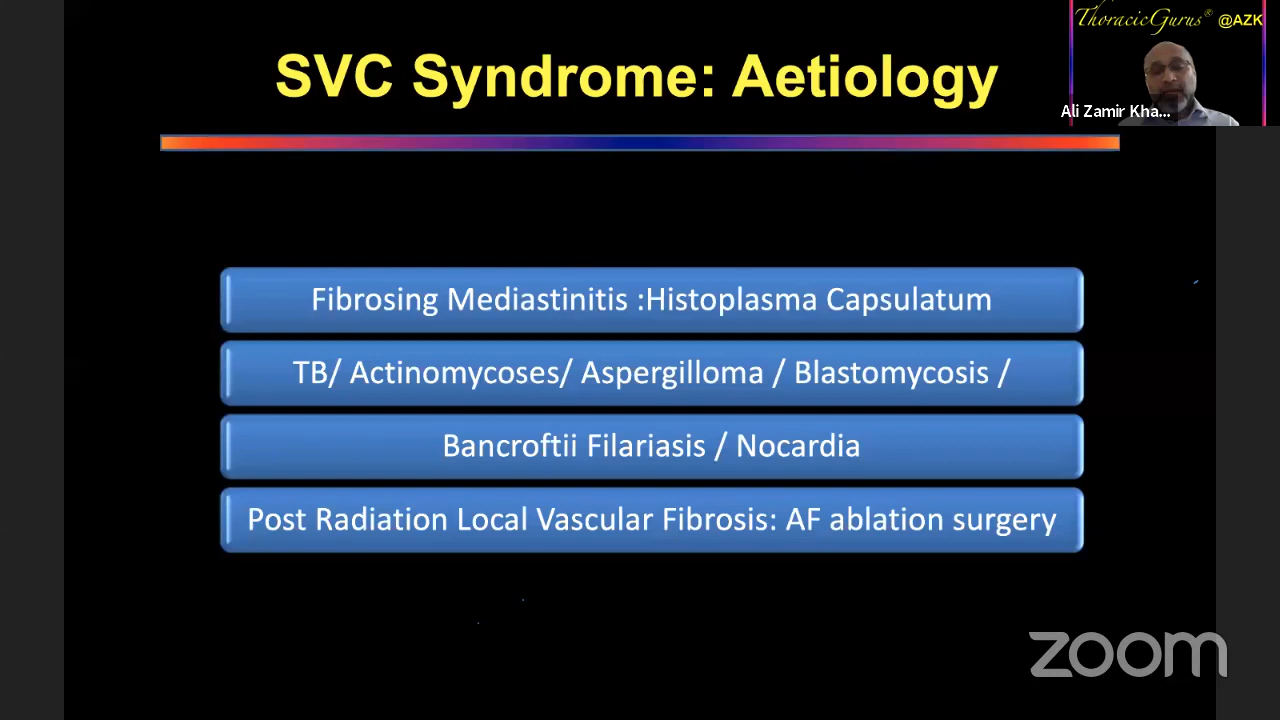 ThoracicGurus® @AZK
SVC Syndrome: Aetiology
Ali Zamir Kha...
Fibrosing Mediastinitis :Histoplasma Capsulatum
TB/ Actinomycoses/ Aspergilloma / Blastomycosis /
Bancroftii Filariasis / Nocardia
Post Radiation Local Vascular Fibrosis: AF ablation surgery
zoom